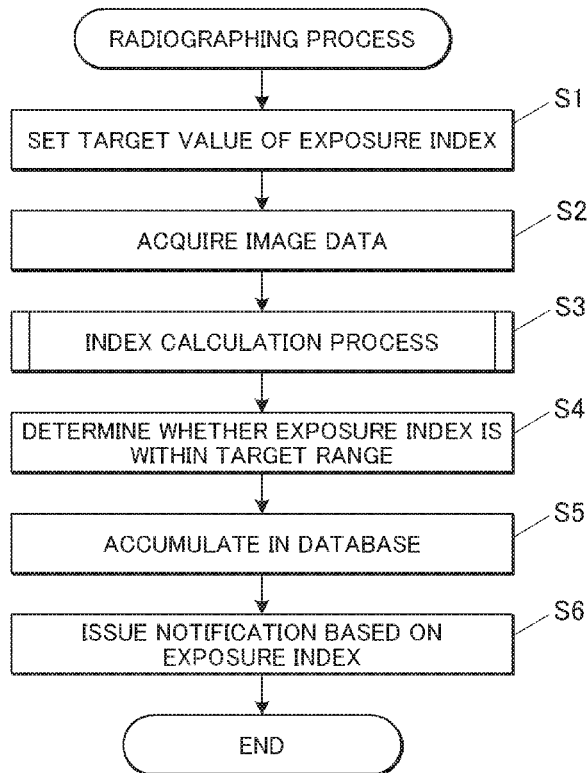 RADIOGRAPHING PROCESS
S1
SET TARGET VALUE OF EXPOSURE INDEX
S2
ACQUIRE IMAGE DATA
S3
INDEX CALCULATION PROCESS
S4
DETERMINE WHETHER EXPOSURE INDEX IS
WITHIN TARGET RANGE
S5
ACCUMULATE IN DATABASE
S6
ISSUE NOTIFICATION BASED ON
EXPOSURE INDEX
END